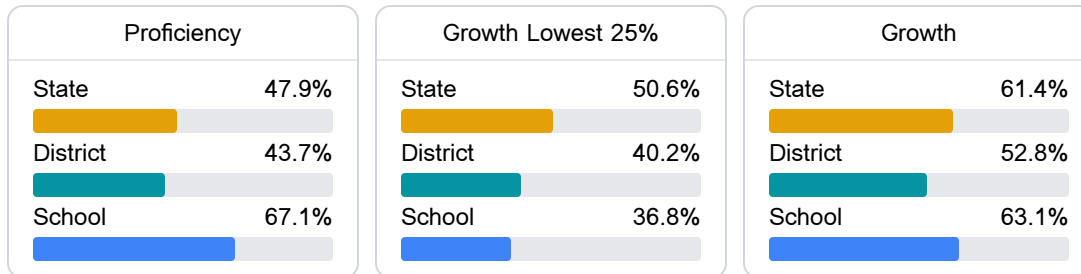 Proficiency
State 47.9%
District 43.7%
School 67.1%
Growth Lowest 25%
State 50.6%
District 40.2%
School 36.8%
Growth
State 61.4%
District 52.8%
School 63.1%